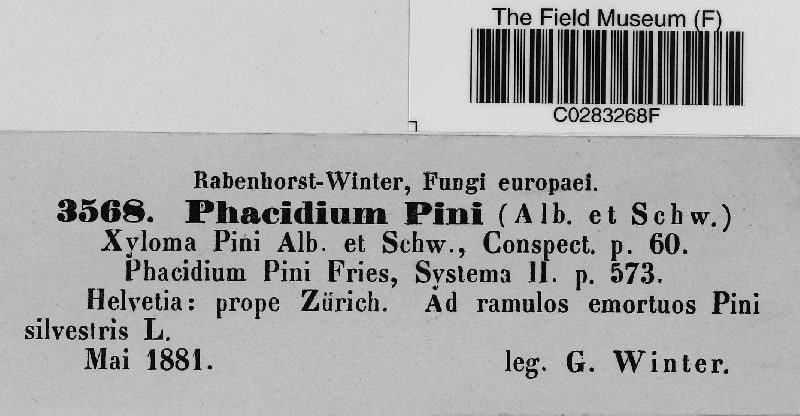 The Field Museum (F)
C0283268F
Rabenhorst-Winter, Fungi europaei.
3568. Phacidium Pini (Alb. et Schw.)
Xyloma Pini Alb. et Schw., Conspect. p. 60.
Phacidium Pini Fries, Systema II. p. 573.
Helvetia: prope Zürich. Ad ramulos emortuos Pini
silvestris L.
Mai 1881. leg. G. Winter.